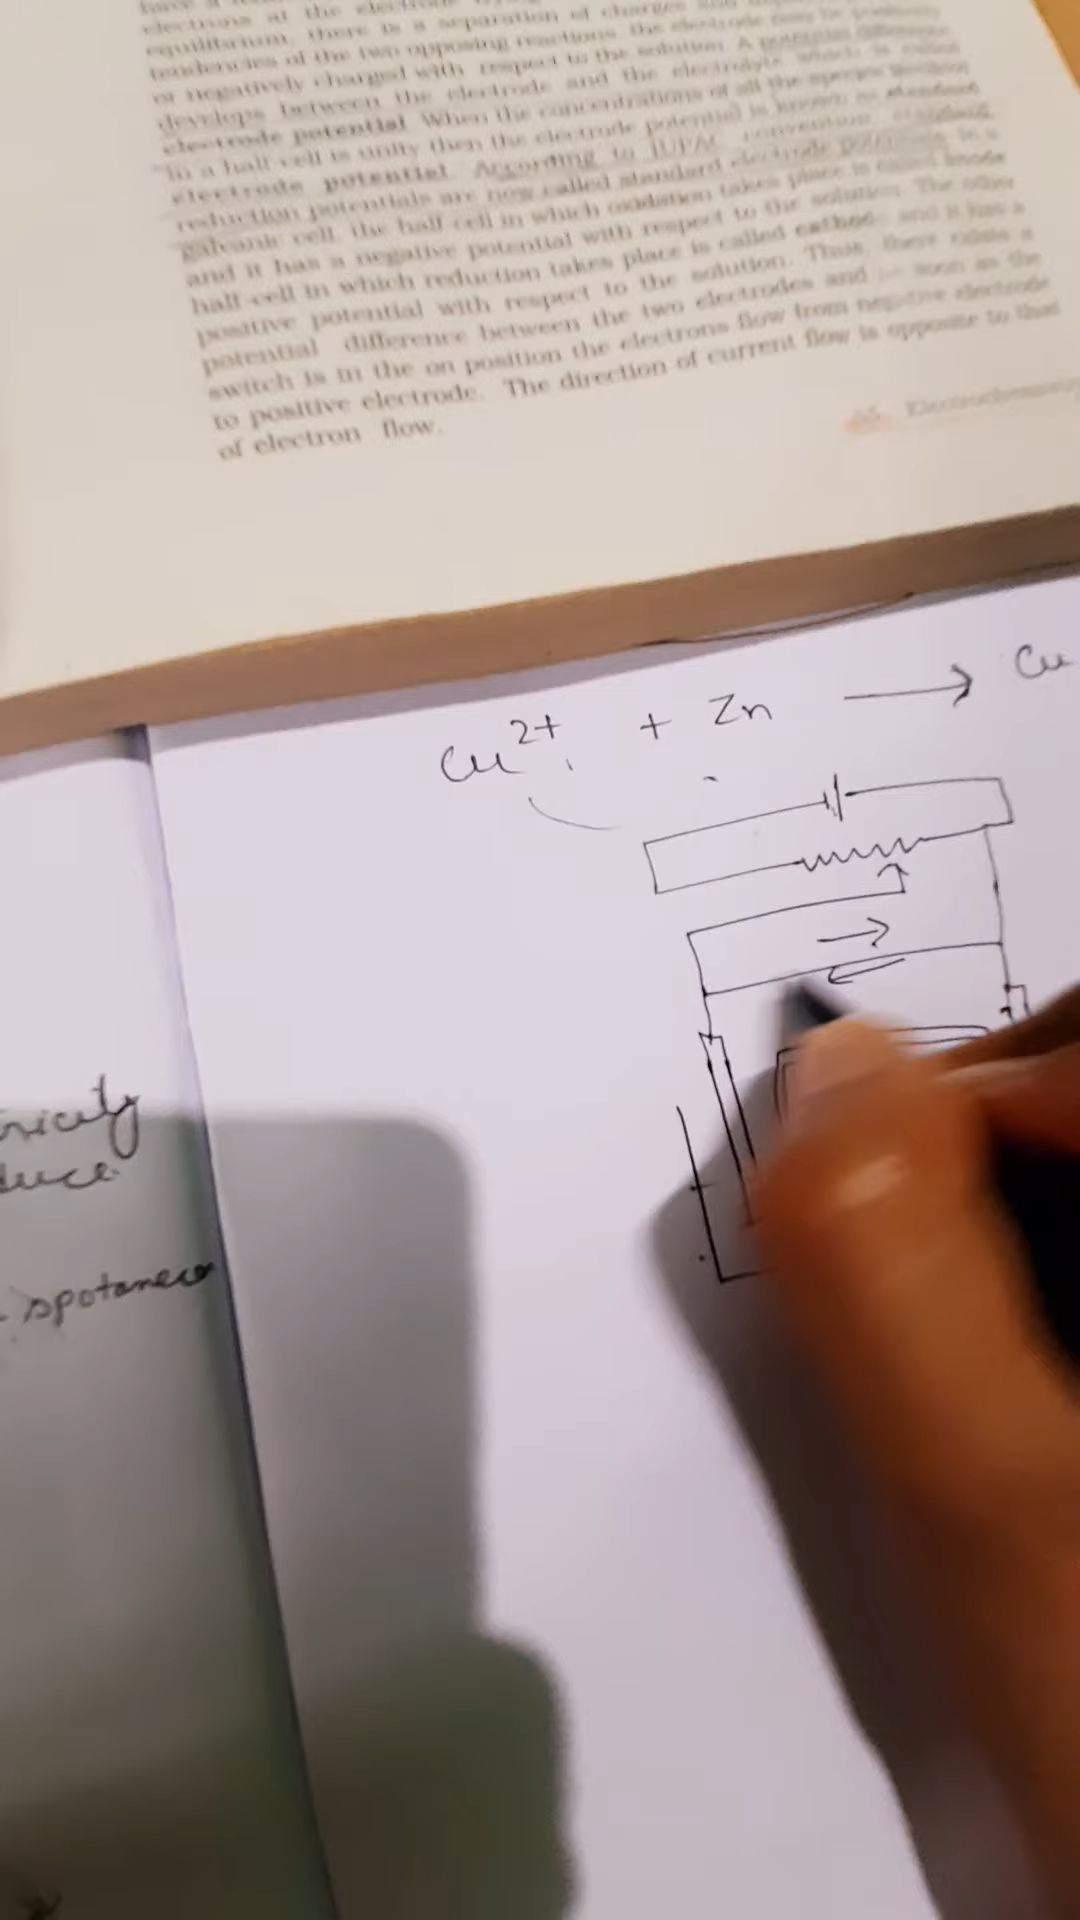 electrons at the electrode
equilibrium, there is a separation of charges and
tendencies of the two opposing reactions, the electrode may be positively
or negatively charged with respect to the solution. A potential difference
develops between the electrode and the electrolyte which is called
electrode potential. When the concentrations of all the species involved
in a half-cell is unity then the electrode potential is known as standard
electrode potential. According to IUPAC convention, standard
reduction potentials are now called standard electrode potentials. In a
galvanic cell, the half-cell in which oxidation takes place is called anode
and it has a negative potential with respect to the solution. The other
half-cell in which reduction takes place is called cathode and it has a
positive potential with respect to the solution. Thus, there exists a
potential difference between the two electrodes and as soon as the
switch is in the on position the electrons flow from negative electrode
to positive electrode. The direction of current flow is opposite to that
of electron flow.
Electrochemistry
Cu²⁺ + Zn ⟶ Cu
duce
spotaneo